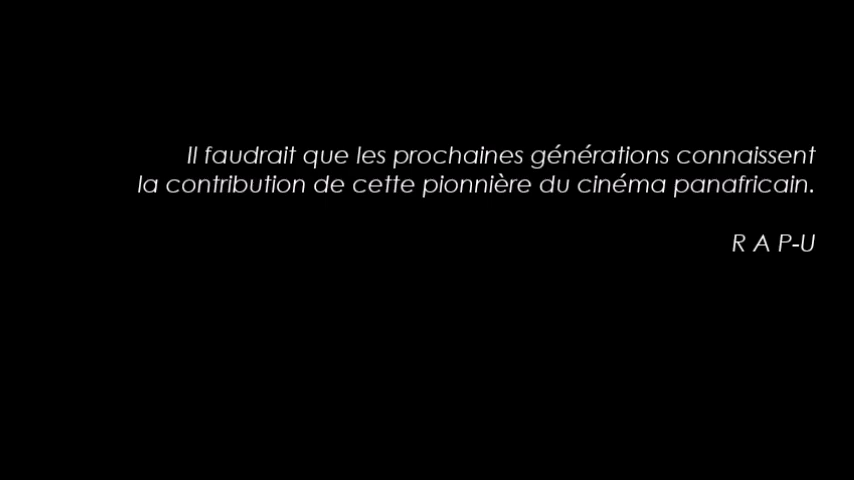 Il faudrait que les prochaines générations connaissent
la contribution de cette pionnière du cinéma panafricain.
R A P-U